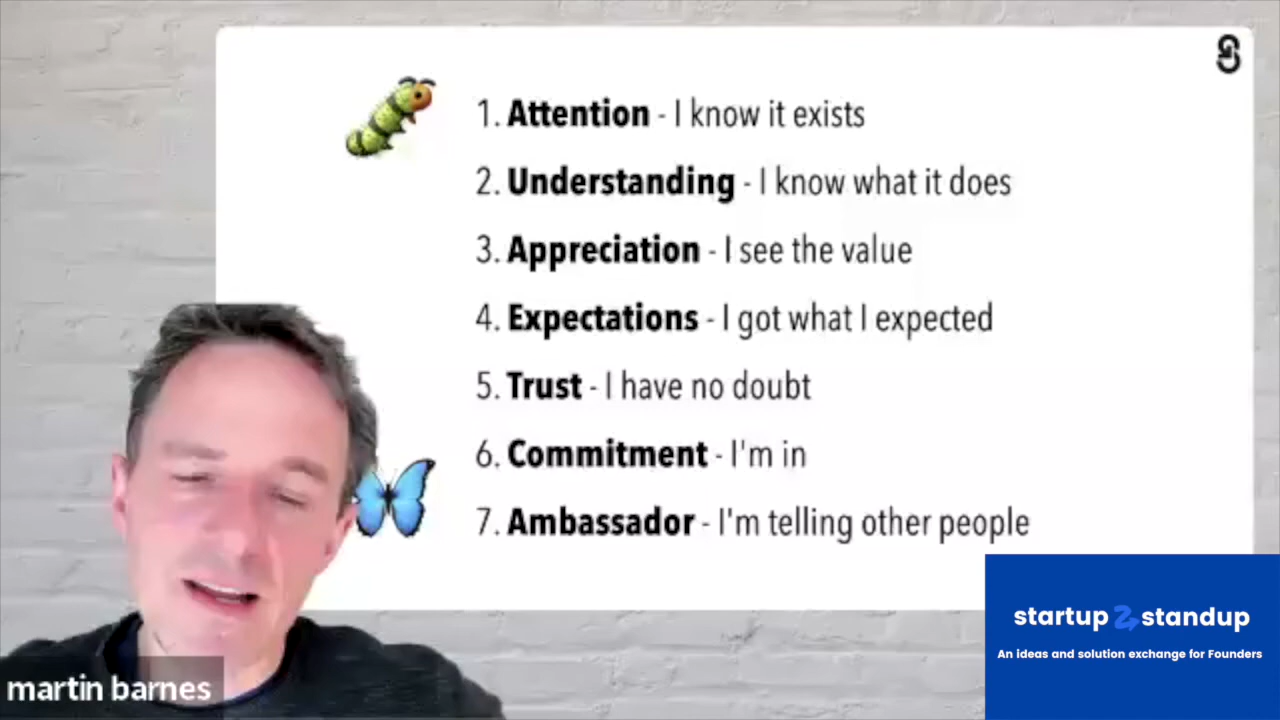 1. Attention - I know it exists
2. Understanding - I know what it does
3. Appreciation - I see the value
4. Expectations - I got what I expected
5. Trust - I have no doubt
6. Commitment - I'm in
7. Ambassador - I'm telling other people
startup 2 standup
An ideas and solution exchange for Founders
martin barnes